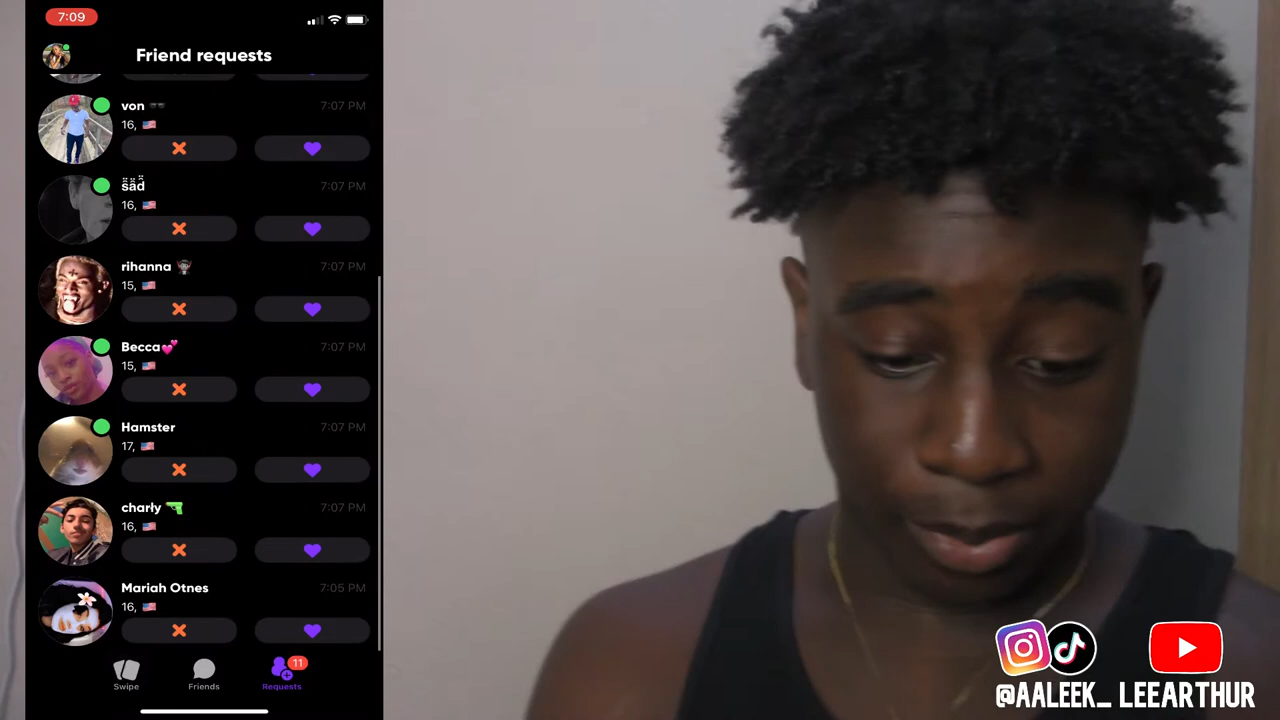 7:09
Friend requests
von 🕶️ 7:07 PM
16, 🇺🇸
s̈äd̈ 7:07 PM
16, 🇺🇸
rihanna 🧛🏿 7:07 PM
15, 🇺🇸
Becca💕 7:07 PM
15, 🇺🇸
Hamster 7:07 PM
17, 🇺🇸
charly 🔫 7:07 PM
16, 🇺🇸
Mariah Otnes 7:05 PM
16, 🇺🇸
11
Swipe Friends Requests
@AALEEK_ LEEARTHUR